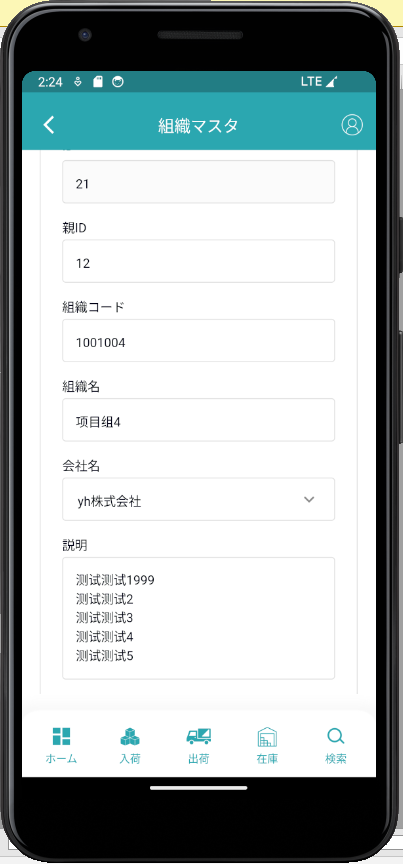 2:24
LTE
組織マスタ
21
親ID
12
組織コード
1001004
組織名
项目组4
会社名
yh株式会社
説明
测试测试1999
测试测试2
测试测试3
测试测试4
测试测试5
ホーム 入荷 出荷 在庫 検索